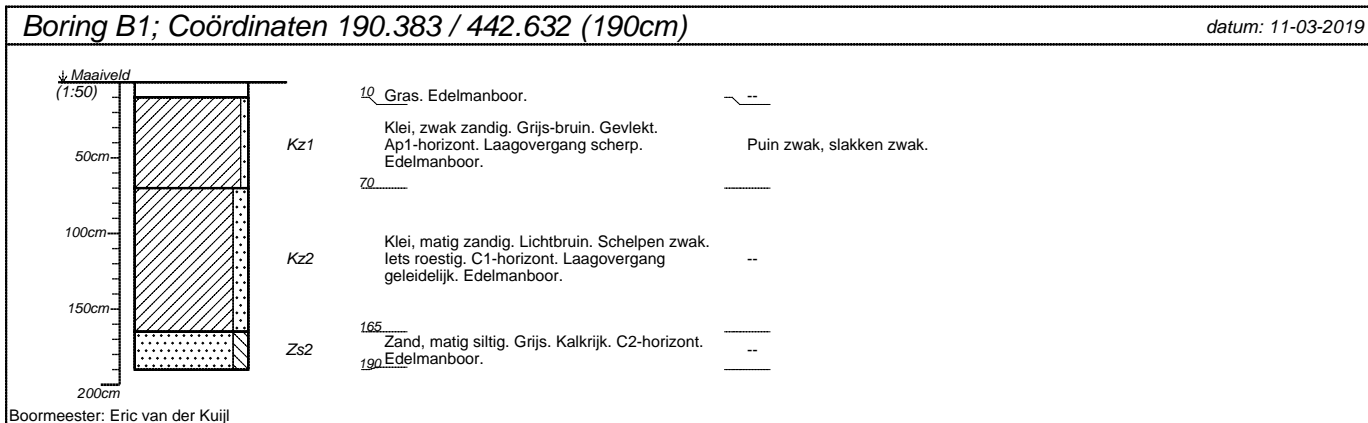 Boring B1; Coördinaten 190.383 / 442.632 (190cm)
datum: 11-03-2019
Maaiveld
(1:50)
10 Gras. Edelmanboor. --
Klei, zwak zandig. Grijs-bruin. Gevlekt.
Kz1 Ap1-horizont. Laagovergang scherp. Puin zwak, slakken zwak.
50cm
Edelmanboor.
70
100cm
Klei, matig zandig. Lichtbruin. Schelpen zwak.
Kz2 Iets roestig. C1-horizont. Laagovergang --
geleidelijk. Edelmanboor.
150cm
165
Zand, matig siltig. Grijs. Kalkrijk. C2-horizont.
Zs2 --
190 Edelmanboor.
200cm
Boormeester: Eric van der Kuijl